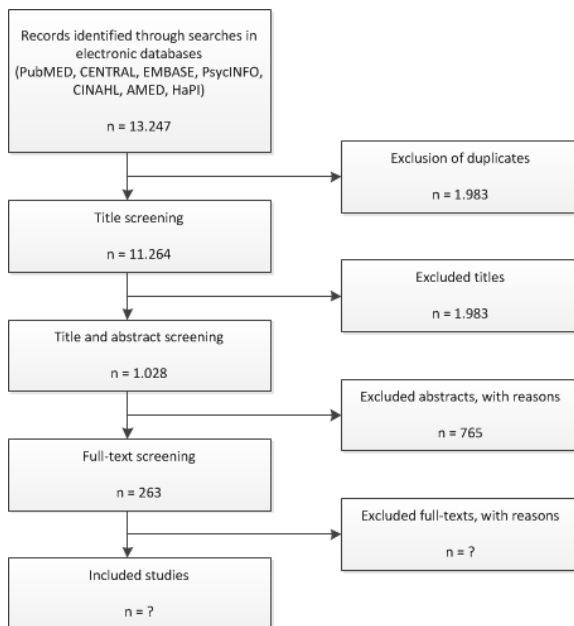 Records identified through searches in
electronic databases
(PubMED, CENTRAL, EMBASE, PsycINFO,
CINAHL, AMED, HaPI)
n = 13.247
Exclusion of duplicates
n = 1.983
Title screening
n = 11.264
Excluded titles
n = 1.983
Title and abstract screening
n = 1.028
Excluded abstracts, with reasons
n = 765
Full-text screening
n = 263
Excluded full-texts, with reasons
n = ?
Included studies
n = ?